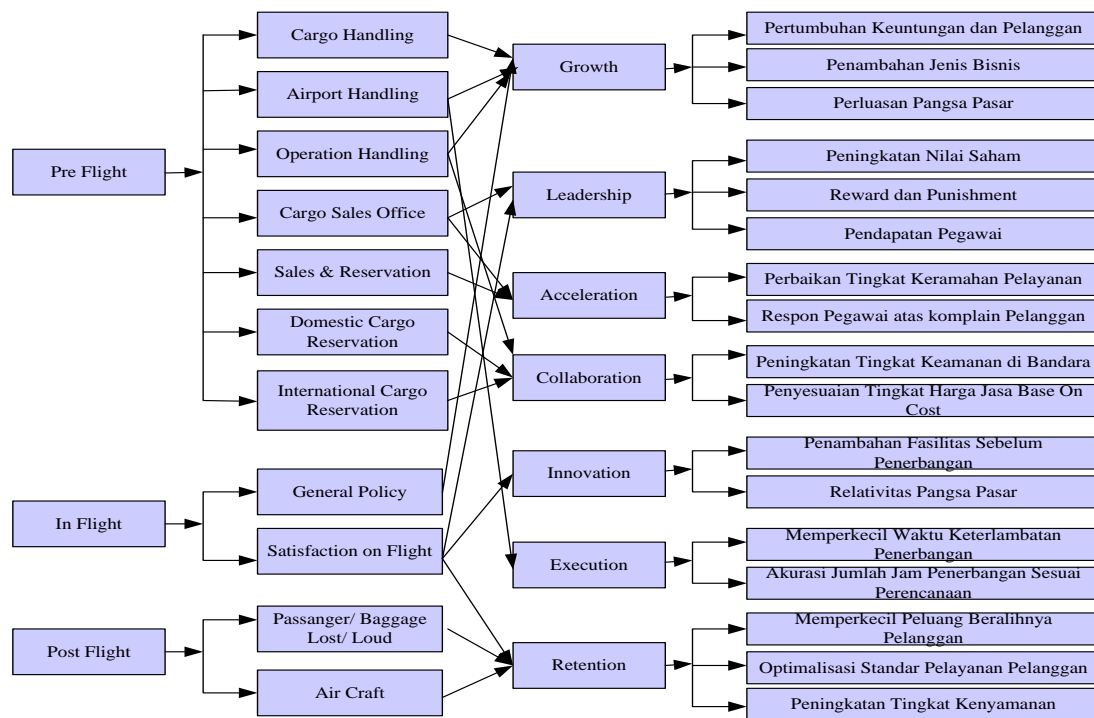 Pre Flight
In Flight
Post Flight
Cargo Handling
Airport Handling
Operation Handling
Cargo Sales Office
Sales & Reservation
Domestic Cargo
Reservation
International Cargo
Reservation
General Policy
Satisfaction on Flight
Passanger/ Baggage
Lost/ Loud
Air Craft
Growth
Leadership
Acceleration
Collaboration
Innovation
Execution
Retention
Pertumbuhan Keuntungan dan Pelanggan
Penambahan Jenis Bisnis
Perluasan Pangsa Pasar
Peningkatan Nilai Saham
Reward dan Punishment
Pendapatan Pegawai
Perbaikan Tingkat Keramahan Pelayanan
Respon Pegawai atas komplain Pelanggan
Peningkatan Tingkat Keamanan di Bandara
Penyesuaian Tingkat Harga Jasa Base On
Cost
Penambahan Fasilitas Sebelum
Penerbangan
Relativitas Pangsa Pasar
Memperkecil Waktu Keterlambatan
Penerbangan
Akurasi Jumlah Jam Penerbangan Sesuai
Perencanaan
Memperkecil Peluang Beralihnya
Pelanggan
Optimalisasi Standar Pelayanan Pelanggan
Peningkatan Tingkat Kenyamanan